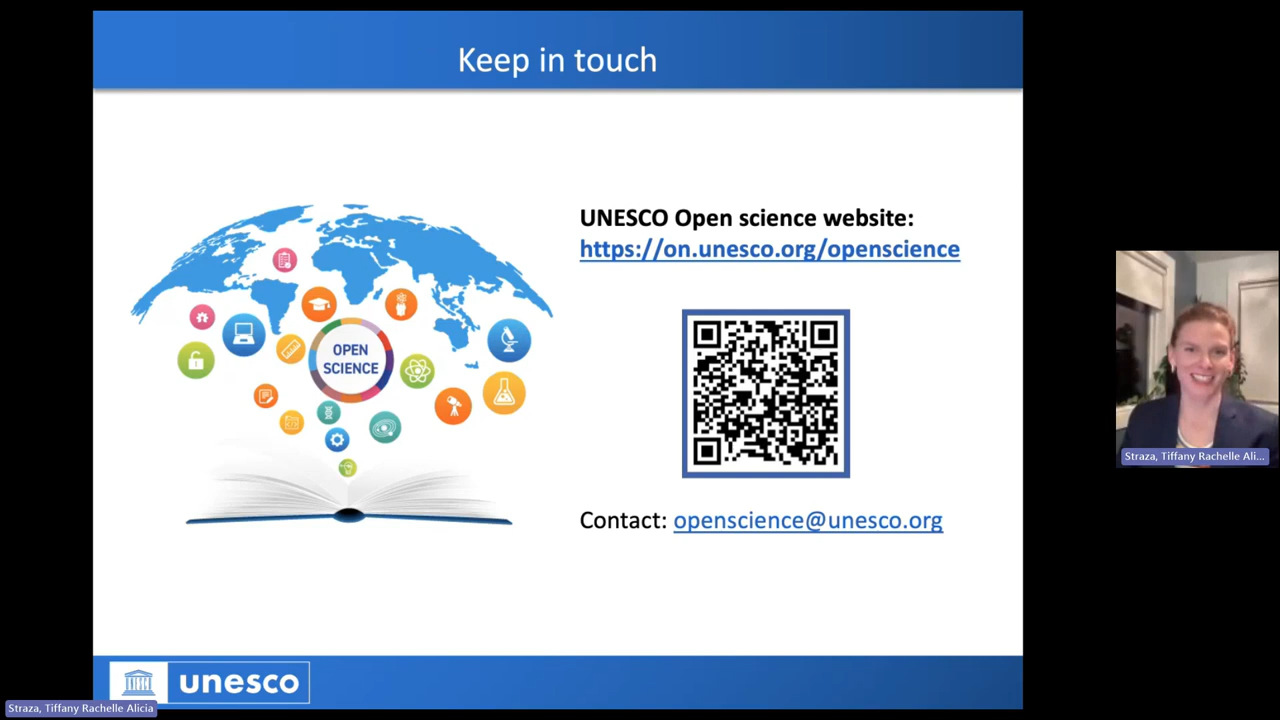 Keep in touch
UNESCO Open science website:
https://on.unesco.org/openscience
OPEN
SCIENCE
Contact: openscience@unesco.org
unesco
Straza, Tiffany Rachelle Ali...
Straza, Tiffany Rachelle Alicia